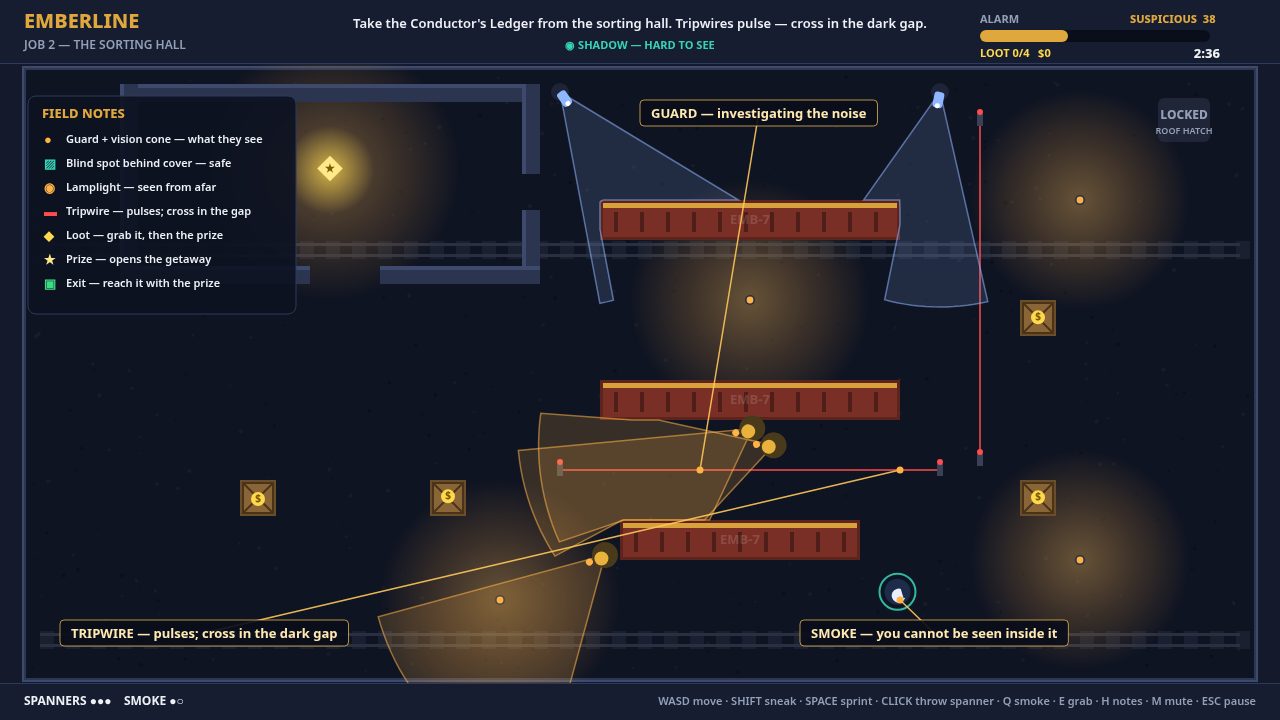 EMBERLINE
JOB 2 — THE SORTING HALL
Take the Conductor's Ledger from the sorting hall. Tripwires pulse — cross in the dark gap.
SHADOW — HARD TO SEE
ALARM
SUSPICIOUS 38
LOOT 0/4 $0
2:36
FIELD NOTES
Guard + vision cone — what they see
Blind spot behind cover — safe
Lamplight — seen from afar
Tripwire — pulses; cross in the gap
Loot — grab it, then the prize
Prize — opens the getaway
Exit — reach it with the prize
GUARD — investigating the noise
LOCKED
ROOF HATCH
EMB-7
$
EMB-7
$
$
$
EMB-7
TRIPWIRE — pulses; cross in the dark gap
SMOKE — you cannot be seen inside it
SPANNERS ●●● SMOKE ●○
WASD move · SHIFT sneak · SPACE sprint · CLICK throw spanner · Q smoke · E grab · H notes · M mute · ESC pause